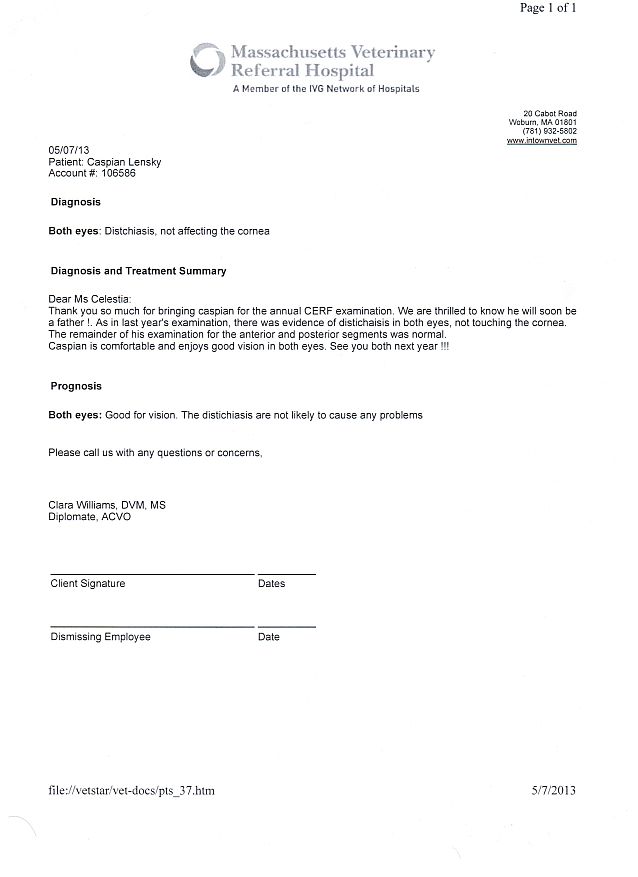 Page 1 of 1
Massachusetts Veterinary
Referral Hospital
A Member of the IVG Network of Hospitals
20 Cabot Road
Woburn, MA 01801
(781) 932-5802
www.intownvet.com
05/07/13
Patient: Caspian Lensky
Account #: 106586
Diagnosis
Both eyes: Distchiasis, not affecting the cornea
Diagnosis and Treatment Summary
Dear Ms Celestia:
Thank you so much for bringing caspian for the annual CERF examination. We are thrilled to know he will soon be
a father !. As in last year's examination, there was evidence of distichaisis in both eyes, not touching the cornea.
The remainder of his examination for the anterior and posterior segments was normal.
Caspian is comfortable and enjoys good vision in both eyes. See you both next year !!!
Prognosis
Both eyes: Good for vision. The distichiasis are not likely to cause any problems
Please call us with any questions or concerns,
Clara Williams, DVM, MS
Diplomate, ACVO
Client Signature Dates
Dismissing Employee Date
file://vetstar/vet-docs/pts_37.htm 5/7/2013